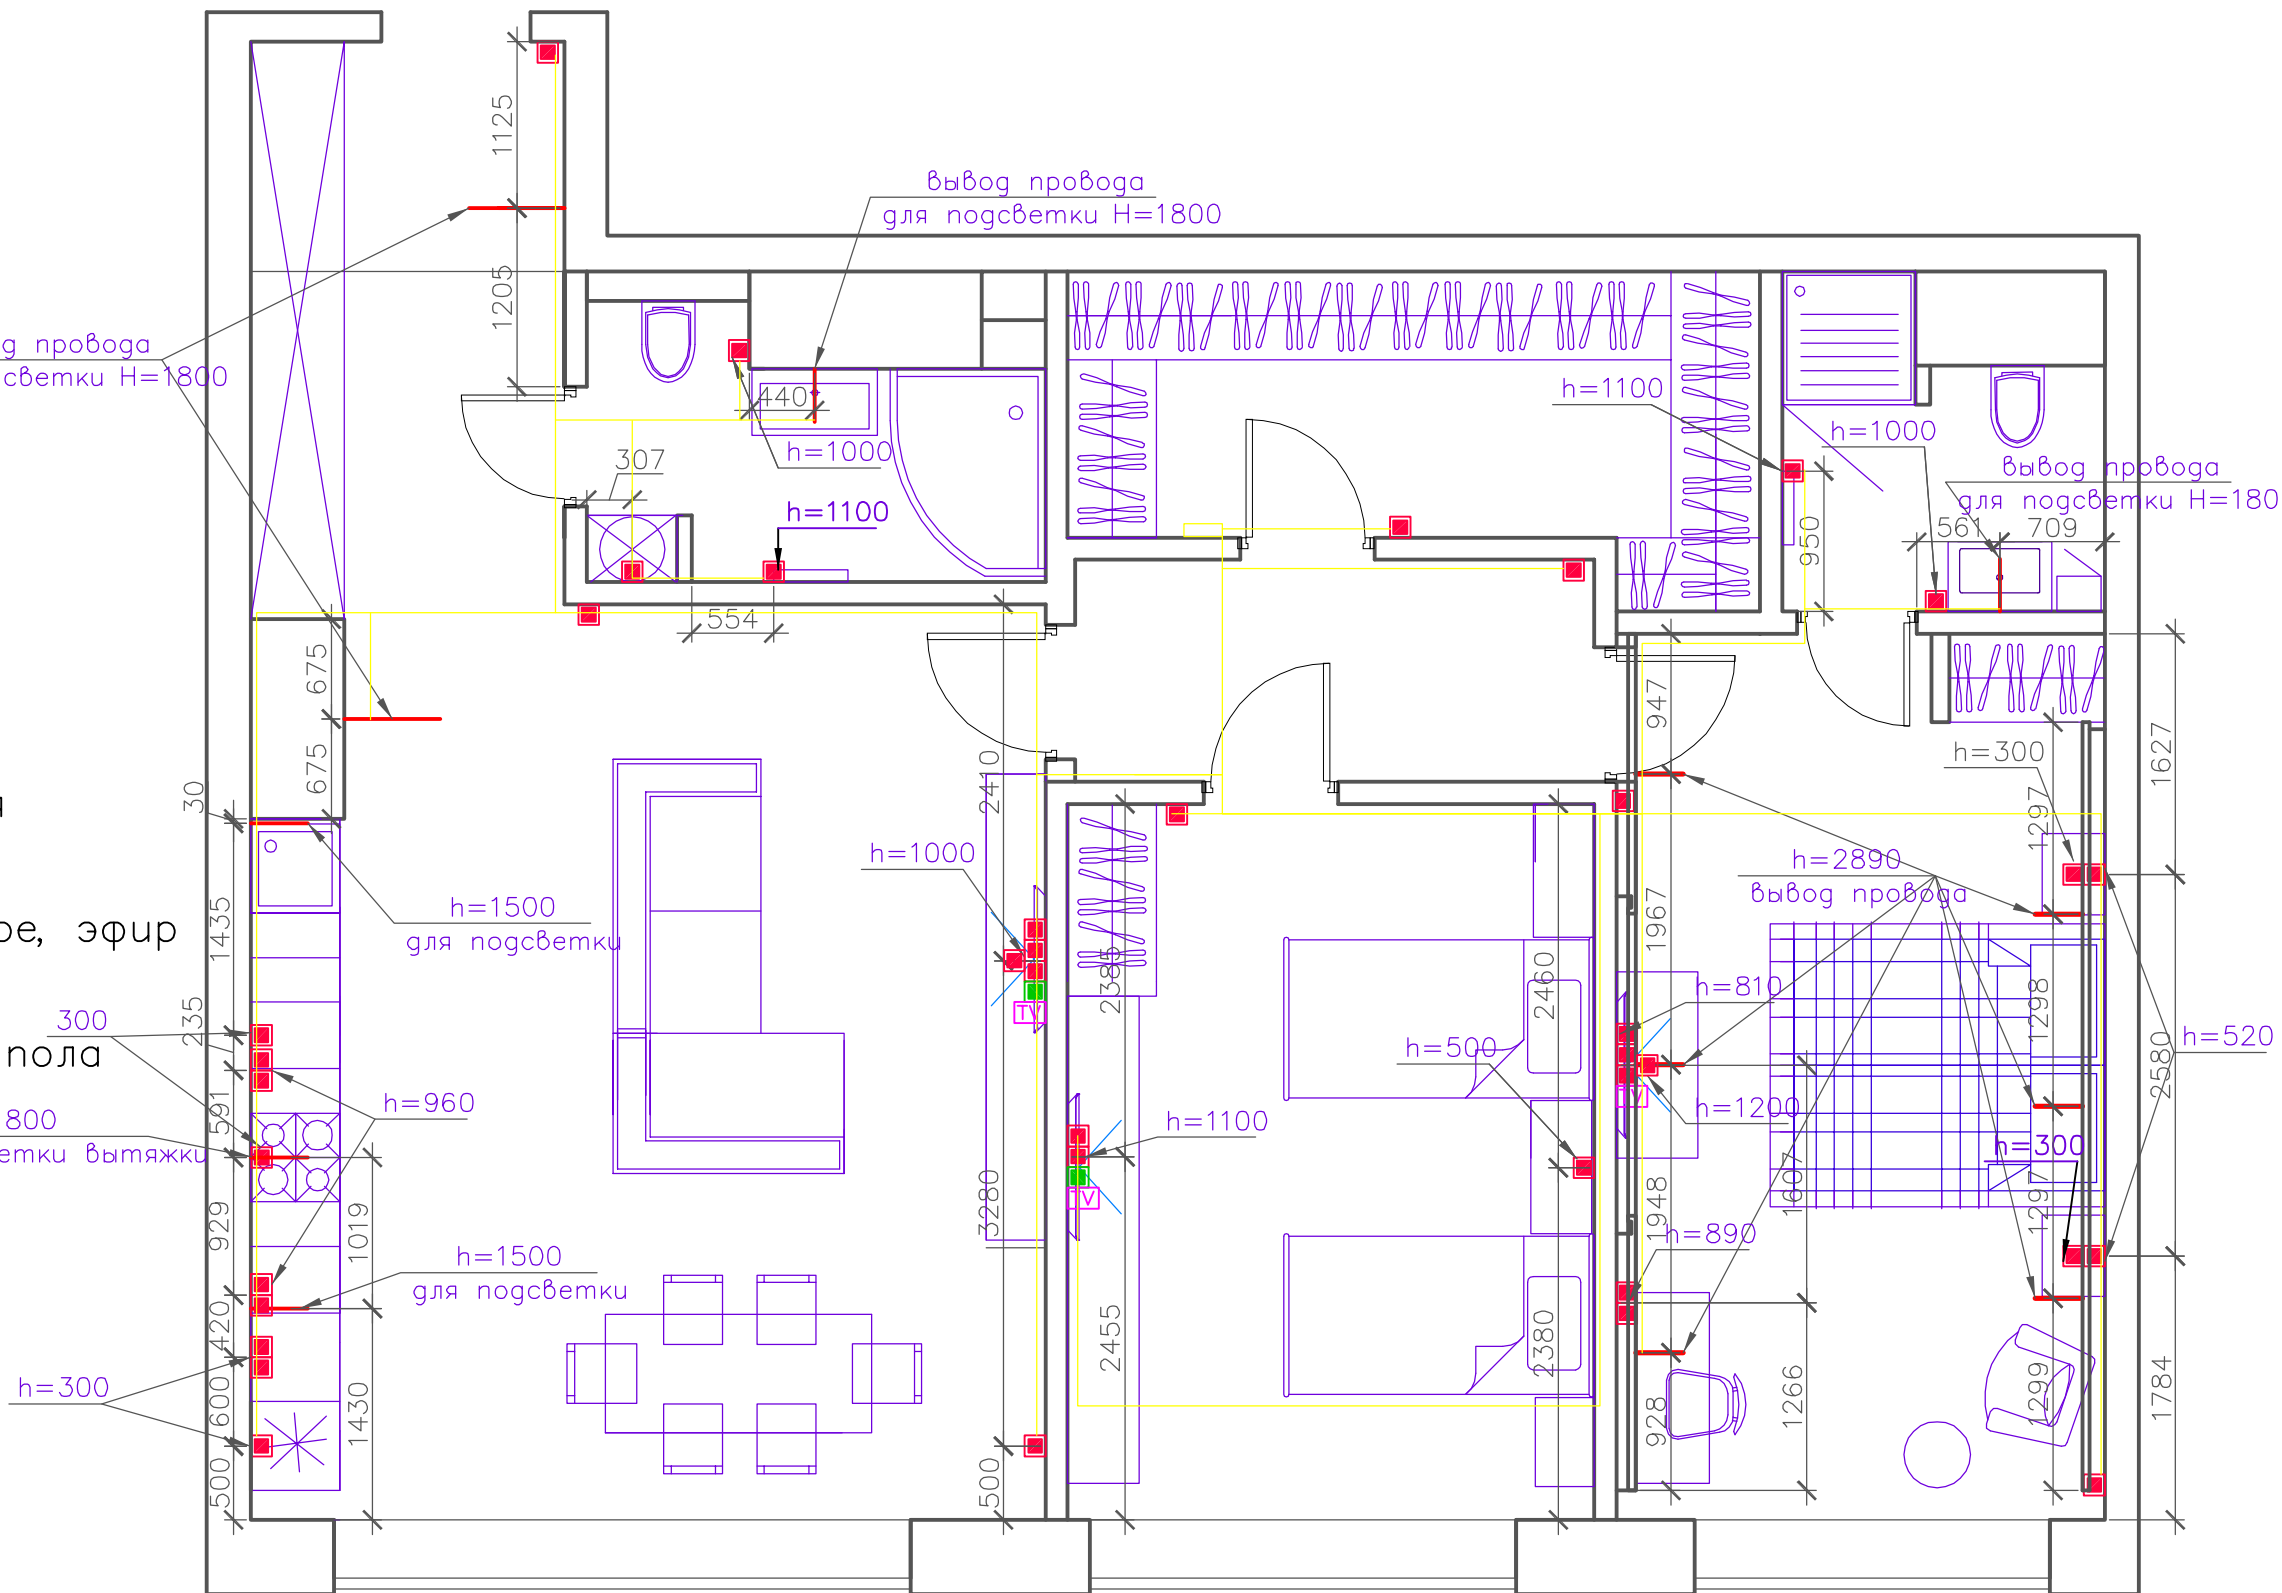 1125
вывод провода
для подсветки H=1800
1205
д провода
светки H=1800
440
h=1000
307
h=1100
554
h=1100
h=1000
вывод провода
для подсветки H=180
561
709
950
675
675
30
947
1627
h=300
1297
2410
h=1000
h=2890
вывод провода
h=1500
для подсветки
1435
ре, эфир
1967
2385
2460
h=810
1298
h=520
235
300
TV
пола
h=500
2580
h=960
591
800
етки вытяжки
h=1100
h=1200
h=300
TV
1297
1607
1948
929
1019
3280
h=890
h=1500
для подсветки
420
2455
2380
h=300
600
1430
928
1266
1299
1784
500
500